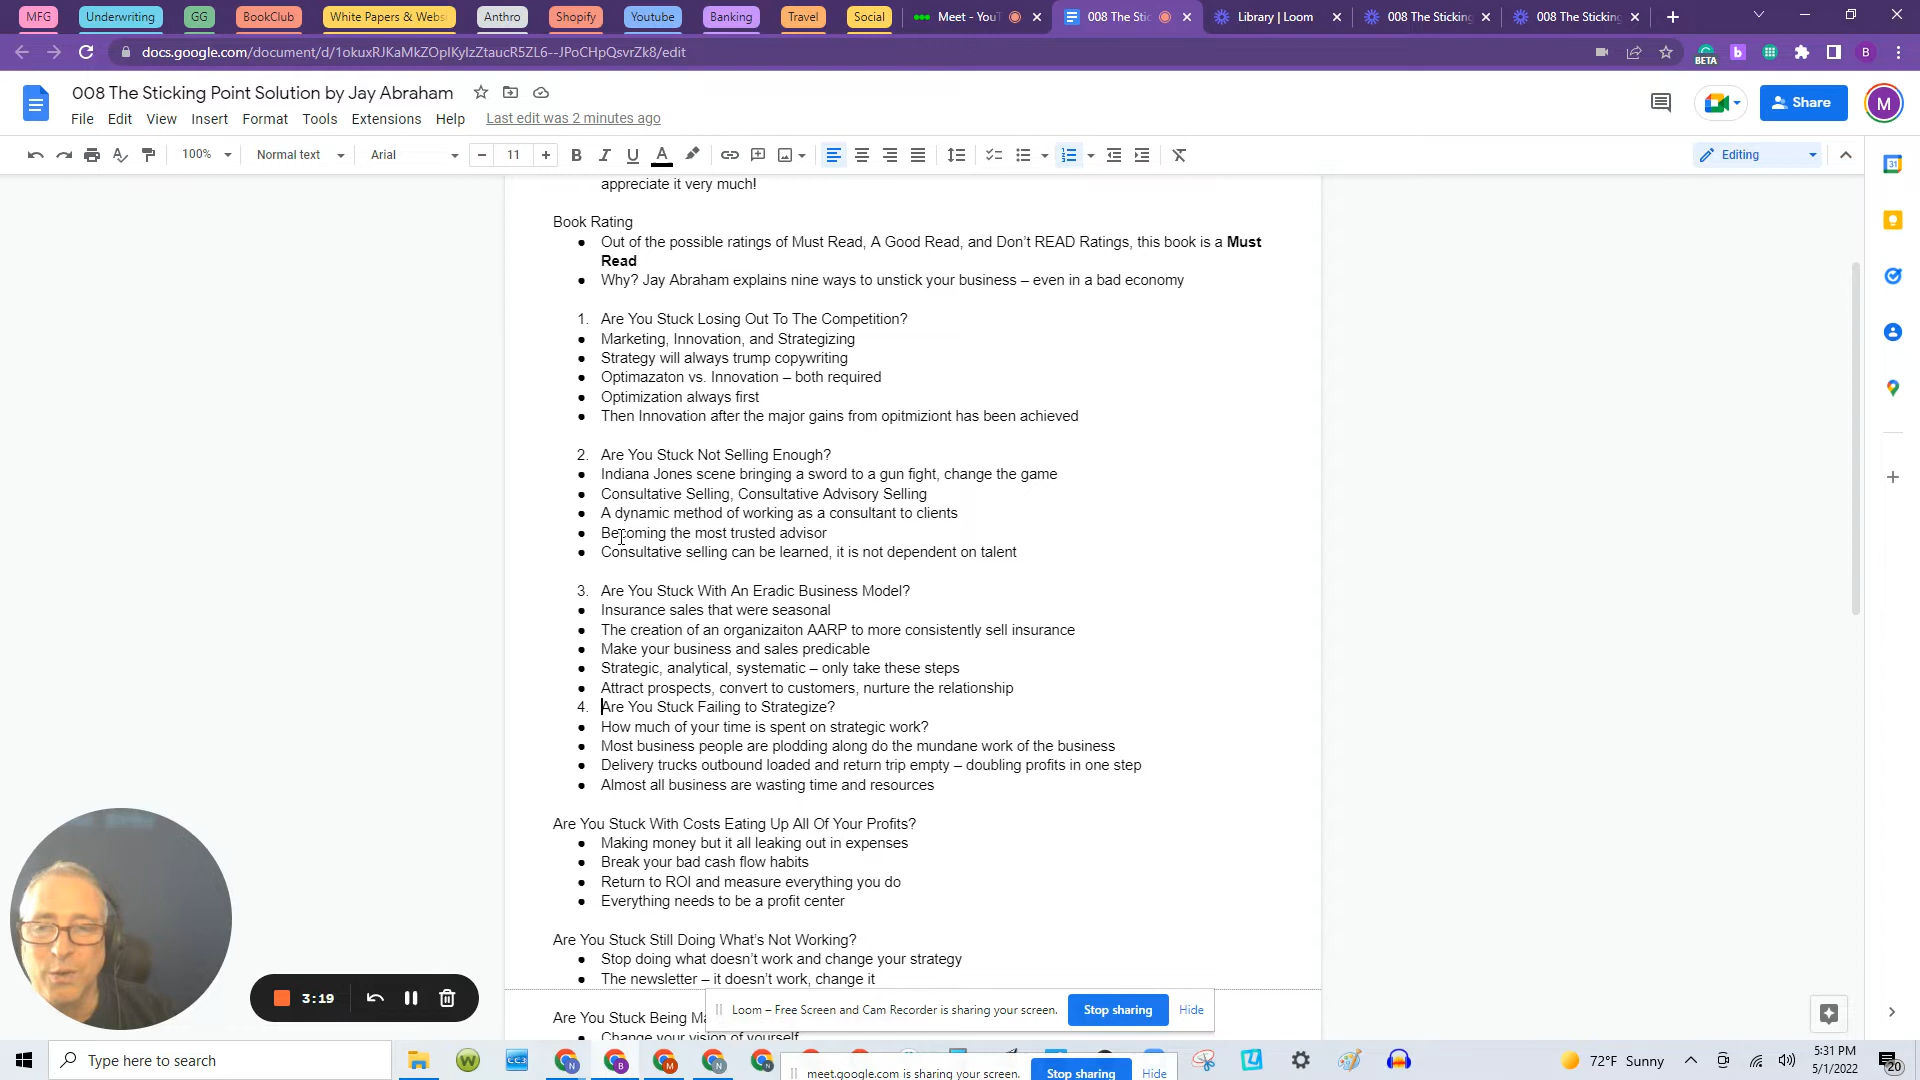 MFG Underwriting GG BookClub White Papers & Webs Anthro Shopify Youtube Banking Travel Social Meet - YouT 008 The Stic Library | Loom 008 The Sticking 008 The Sticking
docs.google.com/document/d/1okuxRJKaMkZOpIKyIzZtaucR5ZL6--JPoCHpQsvrZk8/edit
BETA
008 The Sticking Point Solution by Jay Abraham
File Edit View Insert Format Tools Extensions Help Last edit was 2 minutes ago
Share
M
100% Normal text Arial 11 Editing
appreciate it very much!
Book Rating
● Out of the possible ratings of Must Read, A Good Read, and Don't READ Ratings, this book is a Must
Read
● Why? Jay Abraham explains nine ways to unstick your business – even in a bad economy
1. Are You Stuck Losing Out To The Competition?
● Marketing, Innovation, and Strategizing
● Strategy will always trump copywriting
● Optimazaton vs. Innovation – both required
● Optimization always first
● Then Innovation after the major gains from opitmiziont has been achieved
2. Are You Stuck Not Selling Enough?
● Indiana Jones scene bringing a sword to a gun fight, change the game
● Consultative Selling, Consultative Advisory Selling
● A dynamic method of working as a consultant to clients
● Becoming the most trusted advisor
● Consultative selling can be learned, it is not dependent on talent
3. Are You Stuck With An Eradic Business Model?
● Insurance sales that were seasonal
● The creation of an organizaiton AARP to more consistently sell insurance
● Make your business and sales predicable
● Strategic, analytical, systematic – only take these steps
● Attract prospects, convert to customers, nurture the relationship
4. Are You Stuck Failing to Strategize?
● How much of your time is spent on strategic work?
● Most business people are plodding along do the mundane work of the business
● Delivery trucks outbound loaded and return trip empty – doubling profits in one step
● Almost all business are wasting time and resources
Are You Stuck With Costs Eating Up All Of Your Profits?
● Making money but it all leaking out in expenses
● Break your bad cash flow habits
● Return to ROI and measure everything you do
● Everything needs to be a profit center
Are You Stuck Still Doing What's Not Working?
● Stop doing what doesn't work and change your strategy
● The newsletter – it doesn't work, change it
3:19
Loom – Free Screen and Cam Recorder is sharing your screen. Stop sharing Hide
Are You Stuck Being Ma
● Change your vision of yourself
Type here to search
meet.google.com is sharing your screen. Stop sharing Hide
72°F Sunny
5:31 PM
5/1/2022
20